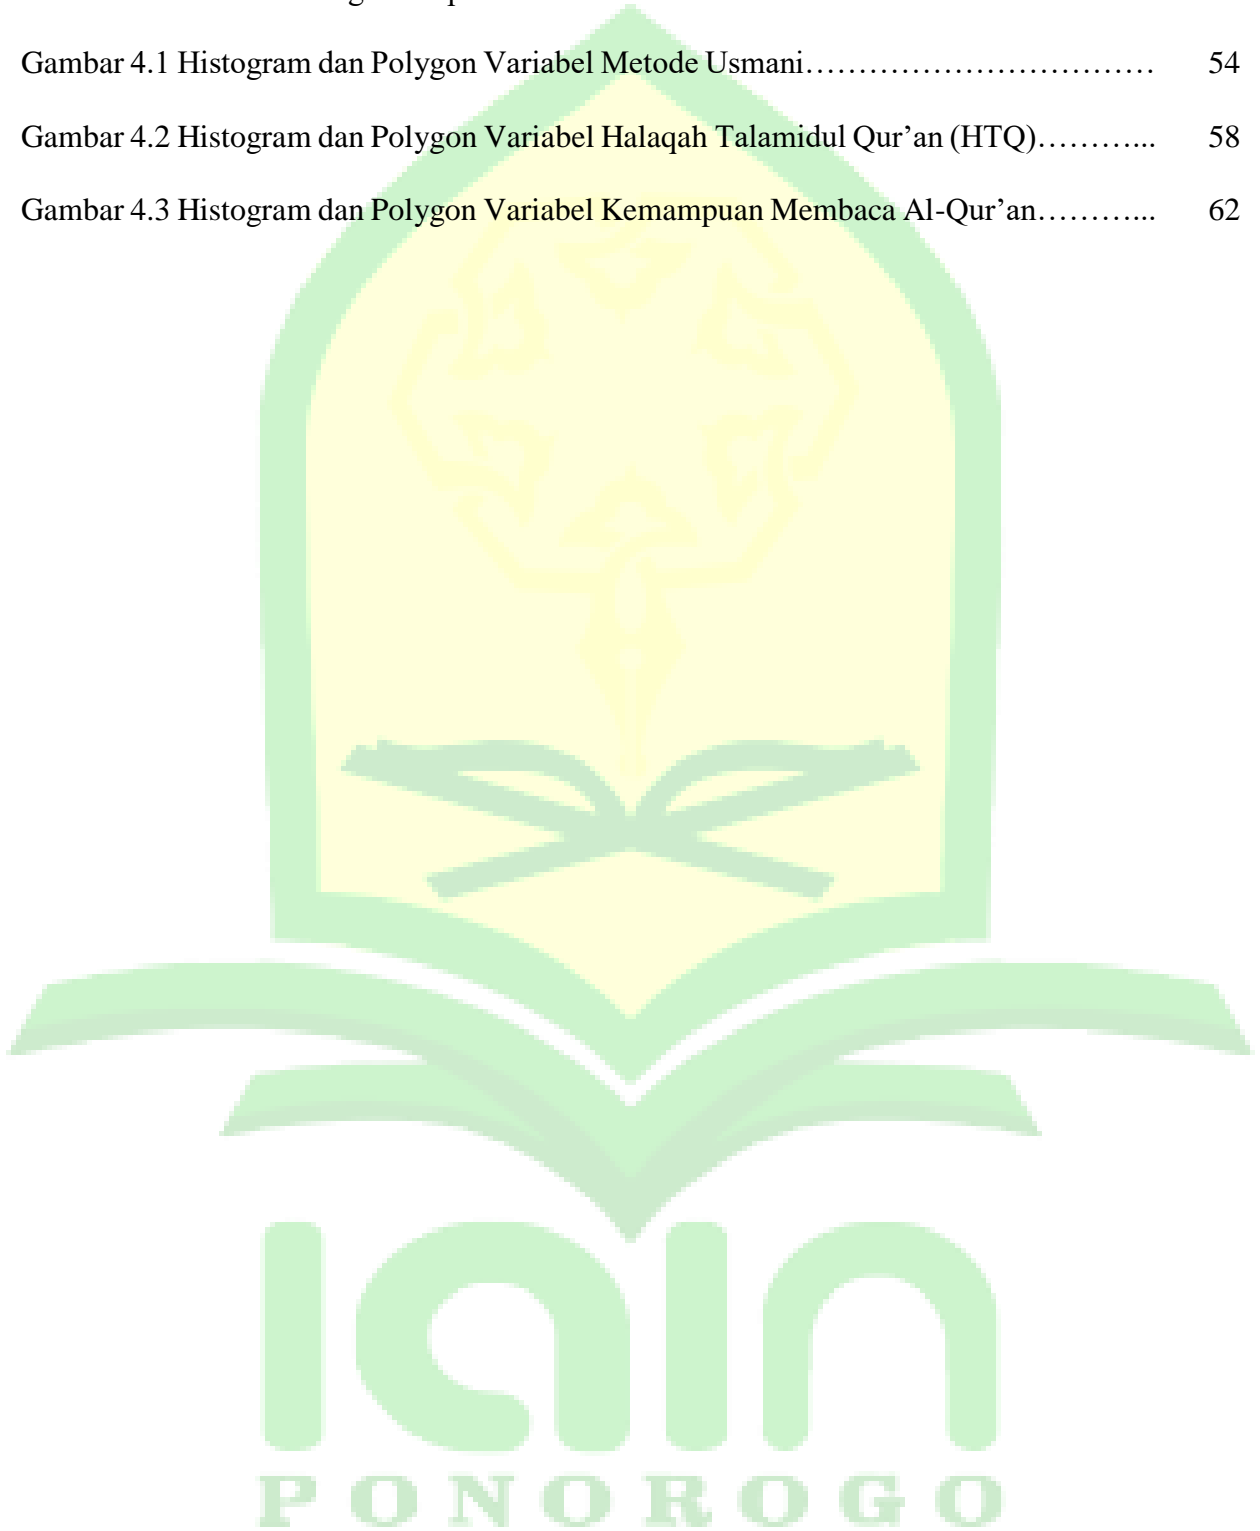 Gambar 4.1 Histogram dan Polygon Variabel Metode Usmani…………………………… 54
Gambar 4.2 Histogram dan Polygon Variabel Halaqah Talamidul Qur’an (HTQ)………... 58
Gambar 4.3 Histogram dan Polygon Variabel Kemampuan Membaca Al-Qur’an………... 62
iain
PONOROGO